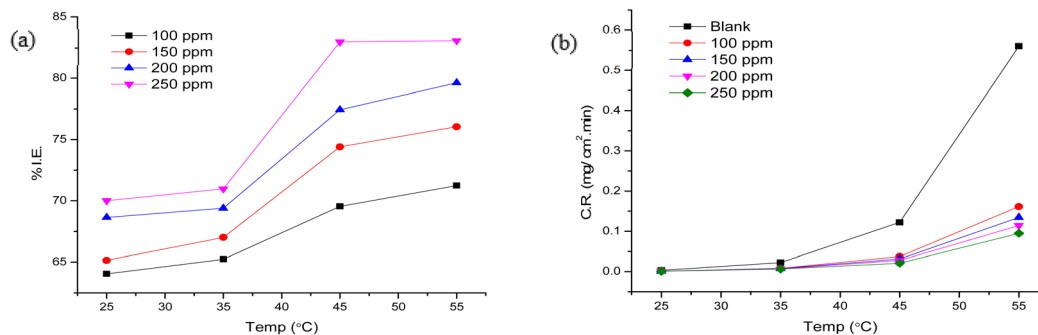 (a)
85
80
75
70
65
% I.E.
100 ppm
150 ppm
200 ppm
250 ppm
25 30 35 40 45 50 55
Temp (°C)
(b)
0.6
0.5
0.4
0.3
0.2
0.1
0.0
C.R. (mg/cm².min)
Blank
100 ppm
150 ppm
200 ppm
250 ppm
25 30 35 40 45 50 55
Temp (°C)